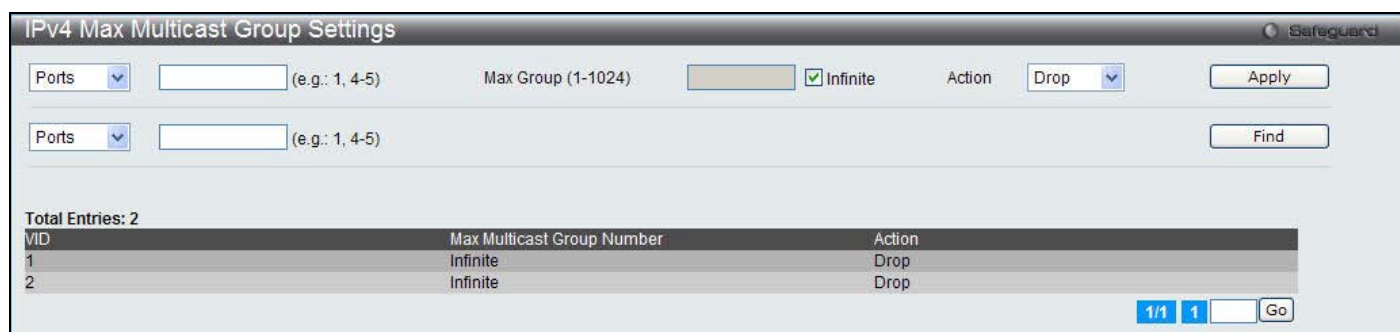 IPv4 Max Multicast Group Settings
Safeguard
Ports (e.g.: 1, 4-5) Max Group (1-1024) Infinite Action Drop Apply
Ports (e.g.: 1, 4-5) Find
Total Entries: 2
VID Max Multicast Group Number Action
1 Infinite Drop
2 Infinite Drop
1/1 1 Go